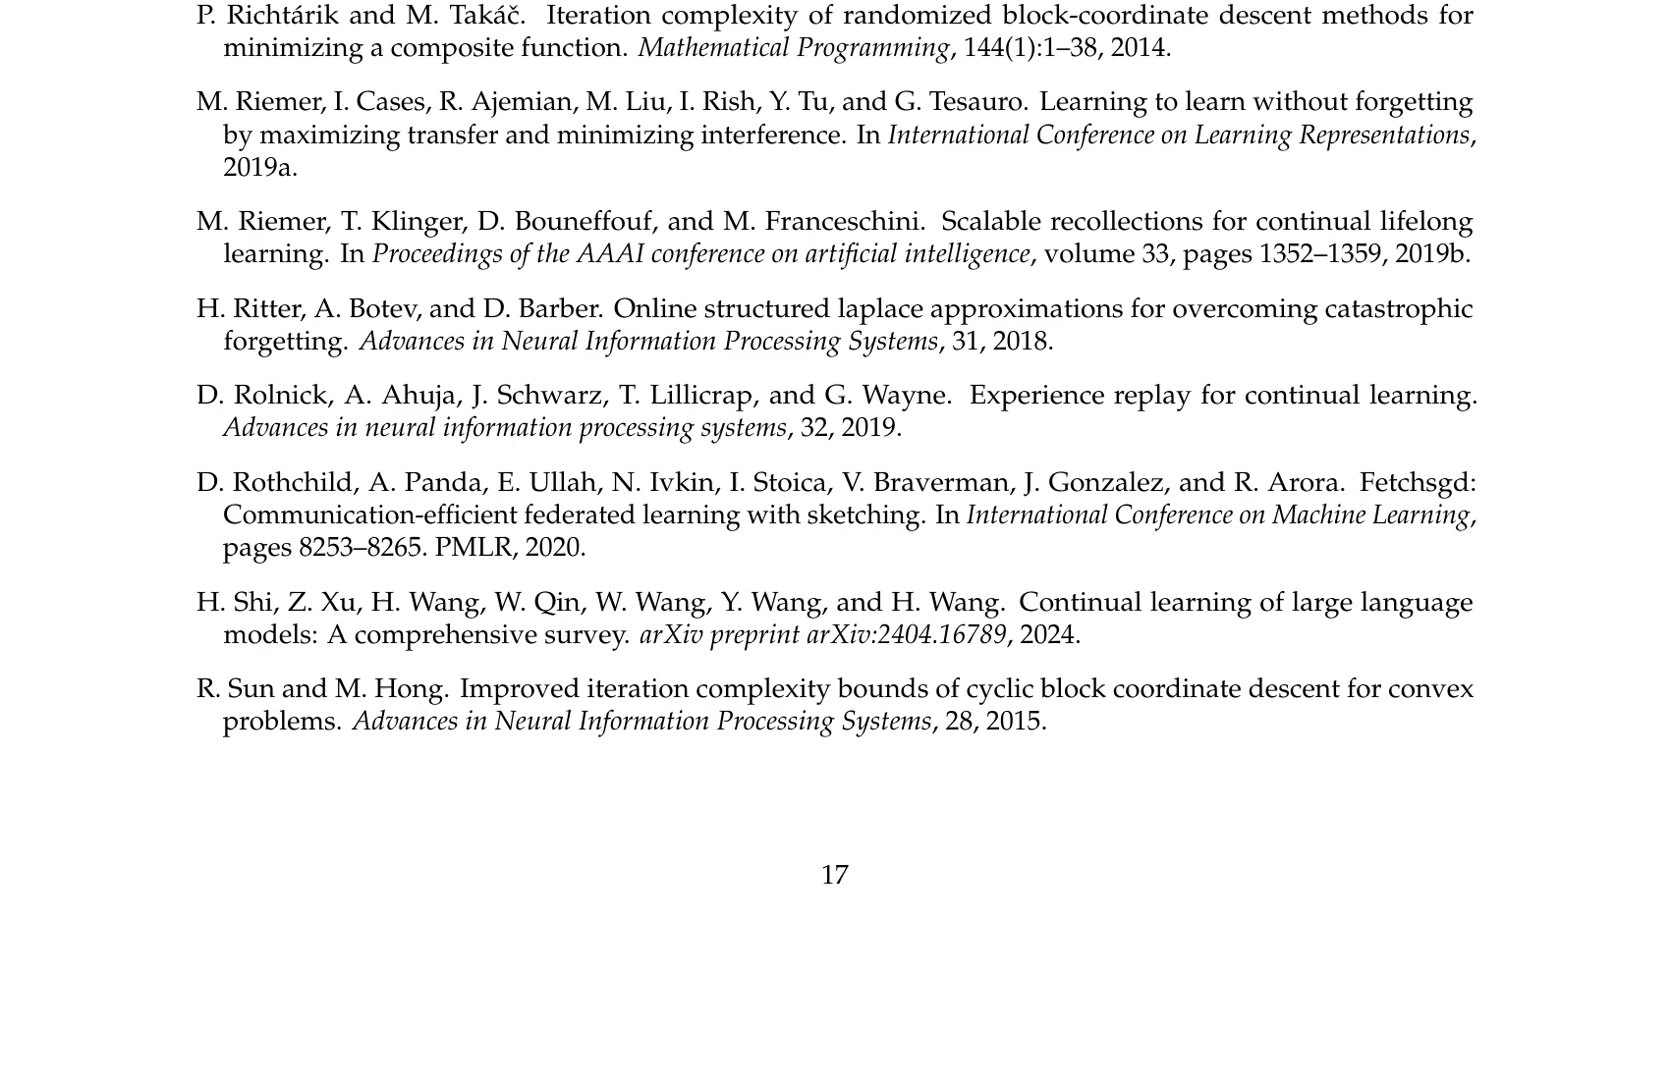 P. Richtárik and M. Takáč. Iteration complexity of randomized block-coordinate descent methods for
minimizing a composite function. Mathematical Programming, 144(1):1–38, 2014.
M. Riemer, I. Cases, R. Ajemian, M. Liu, I. Rish, Y. Tu, and G. Tesauro. Learning to learn without forgetting
by maximizing transfer and minimizing interference. In International Conference on Learning Representations,
2019a.
M. Riemer, T. Klinger, D. Bouneffouf, and M. Franceschini. Scalable recollections for continual lifelong
learning. In Proceedings of the AAAI conference on artificial intelligence, volume 33, pages 1352–1359, 2019b.
H. Ritter, A. Botev, and D. Barber. Online structured laplace approximations for overcoming catastrophic
forgetting. Advances in Neural Information Processing Systems, 31, 2018.
D. Rolnick, A. Ahuja, J. Schwarz, T. Lillicrap, and G. Wayne. Experience replay for continual learning.
Advances in neural information processing systems, 32, 2019.
D. Rothchild, A. Panda, E. Ullah, N. Ivkin, I. Stoica, V. Braverman, J. Gonzalez, and R. Arora. Fetchsgd:
Communication-efficient federated learning with sketching. In International Conference on Machine Learning,
pages 8253–8265. PMLR, 2020.
H. Shi, Z. Xu, H. Wang, W. Qin, W. Wang, Y. Wang, and H. Wang. Continual learning of large language
models: A comprehensive survey. arXiv preprint arXiv:2404.16789, 2024.
R. Sun and M. Hong. Improved iteration complexity bounds of cyclic block coordinate descent for convex
problems. Advances in Neural Information Processing Systems, 28, 2015.
17